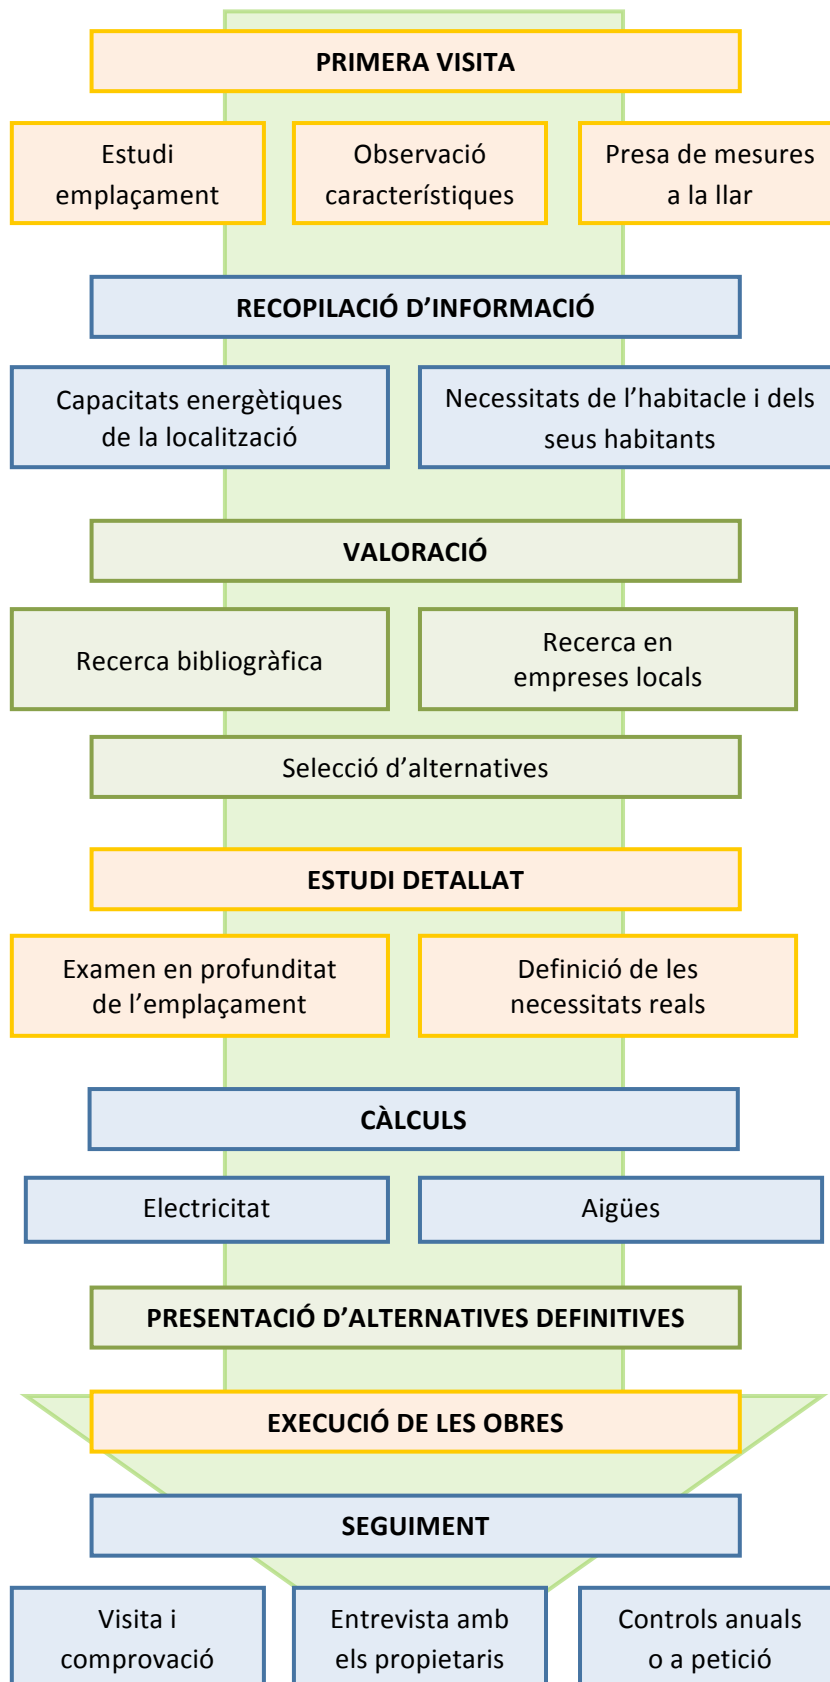 PRIMERA VISITA
Estudi
emplaçament
Observació
característiques
Presa de mesures
a la llar
RECOPILACIÓ D’INFORMACIÓ
Capacitats energètiques
de la localització
Necessitats de l’habitacle i dels
seus habitants
VALORACIÓ
Recerca bibliogràfica
Recerca en
empreses locals
Selecció d’alternatives
ESTUDI DETALLAT
Examen en profunditat
de l’emplaçament
Definició de les
necessitats reals
CÀLCULS
Electricitat
Aigües
PRESENTACIÓ D’ALTERNATIVES DEFINITIVES
EXECUCIÓ DE LES OBRES
SEGUIMENT
Visita i
comprovació
Entrevista amb
els propietaris
Controls anuals
o a petició